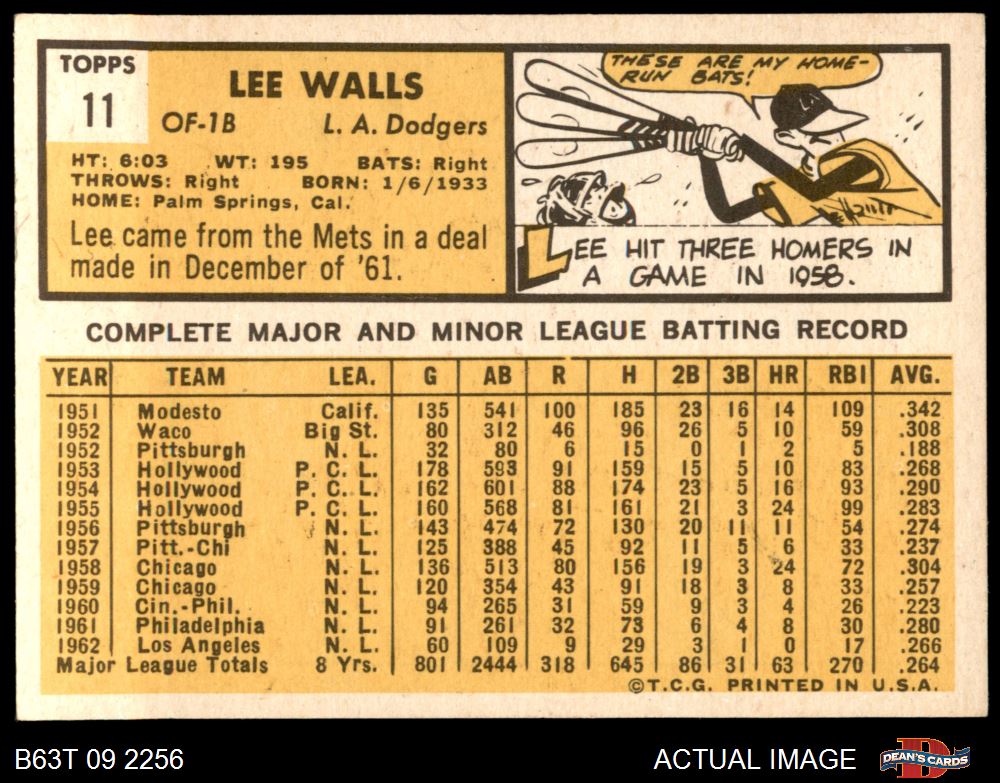 TOPPS
11
LEE WALLS
OF-1B L. A. Dodgers
HT: 6:03 WT: 195 BATS: Right
THROWS: Right BORN: 1/6/1933
HOME: Palm Springs, Cal.
Lee came from the Mets in a deal
made in December of '61.
THESE ARE MY HOME-
RUN BATS!
LEE HIT THREE HOMERS IN
A GAME IN 1958.
COMPLETE MAJOR AND MINOR LEAGUE BATTING RECORD
YEAR TEAM LEA. G AB R H 2B 3B HR RBI AVG.
1951 Modesto Calif. 135 541 100 185 23 16 14 109 .342
1952 Waco Big St. 80 312 46 96 26 5 10 59 .308
1952 Pittsburgh N. L. 32 80 6 15 0 1 2 5 .188
1953 Hollywood P. C. L. 178 593 91 159 15 5 10 83 .268
1954 Hollywood P. C. L. 162 601 88 174 23 5 16 93 .290
1955 Hollywood P. C. L. 160 568 81 161 21 3 24 99 .283
1956 Pittsburgh N. L. 143 474 72 130 20 11 11 54 .274
1957 Pitt.-Chi N. L. 125 388 45 92 11 5 6 33 .237
1958 Chicago N. L. 136 513 80 156 19 3 24 72 .304
1959 Chicago N. L. 120 354 43 91 18 3 8 33 .257
1960 Cin.-Phil. N. L. 94 265 31 59 9 3 4 26 .223
1961 Philadelphia N. L. 91 261 32 73 6 4 8 30 .280
1962 Los Angeles N. L. 60 109 9 29 3 1 0 17 .266
Major League Totals 8 Yrs. 801 2444 318 645 86 31 63 270 .264
©T.C.G. PRINTED IN U.S.A.
B63T 09 2256 ACTUAL IMAGE DEAN'S CARDS